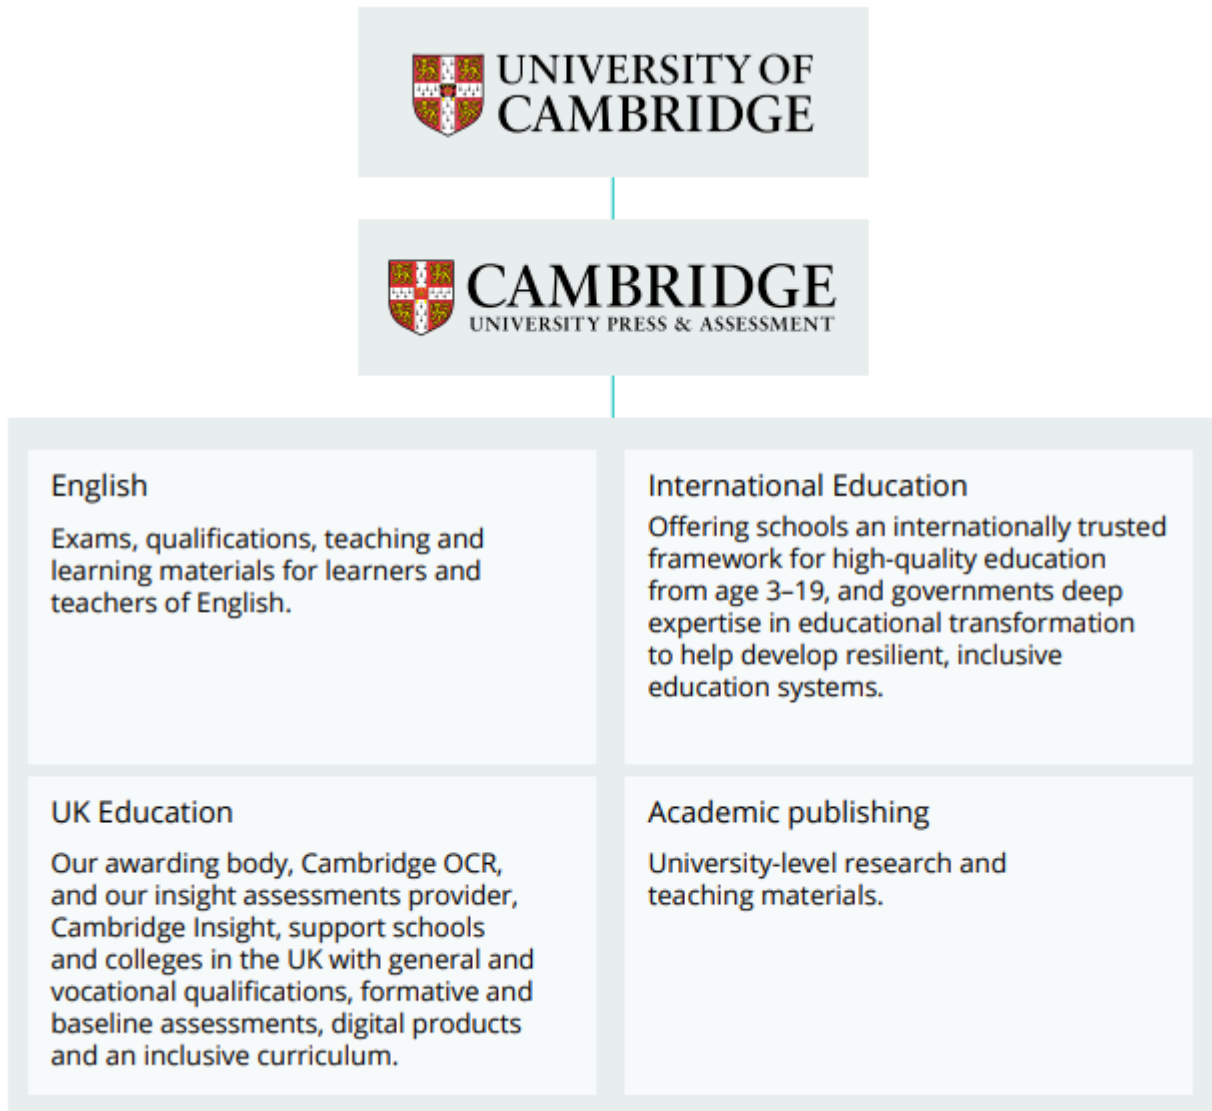 UNIVERSITY OF
CAMBRIDGE
CAMBRIDGE
UNIVERSITY PRESS & ASSESSMENT
English
Exams, qualifications, teaching and
learning materials for learners and
teachers of English.
International Education
Offering schools an internationally trusted
framework for high-quality education
from age 3–19, and governments deep
expertise in educational transformation
to help develop resilient, inclusive
education systems.
UK Education
Our awarding body, Cambridge OCR,
and our insight assessments provider,
Cambridge Insight, support schools
and colleges in the UK with general and
vocational qualifications, formative and
baseline assessments, digital products
and an inclusive curriculum.
Academic publishing
University-level research and
teaching materials.